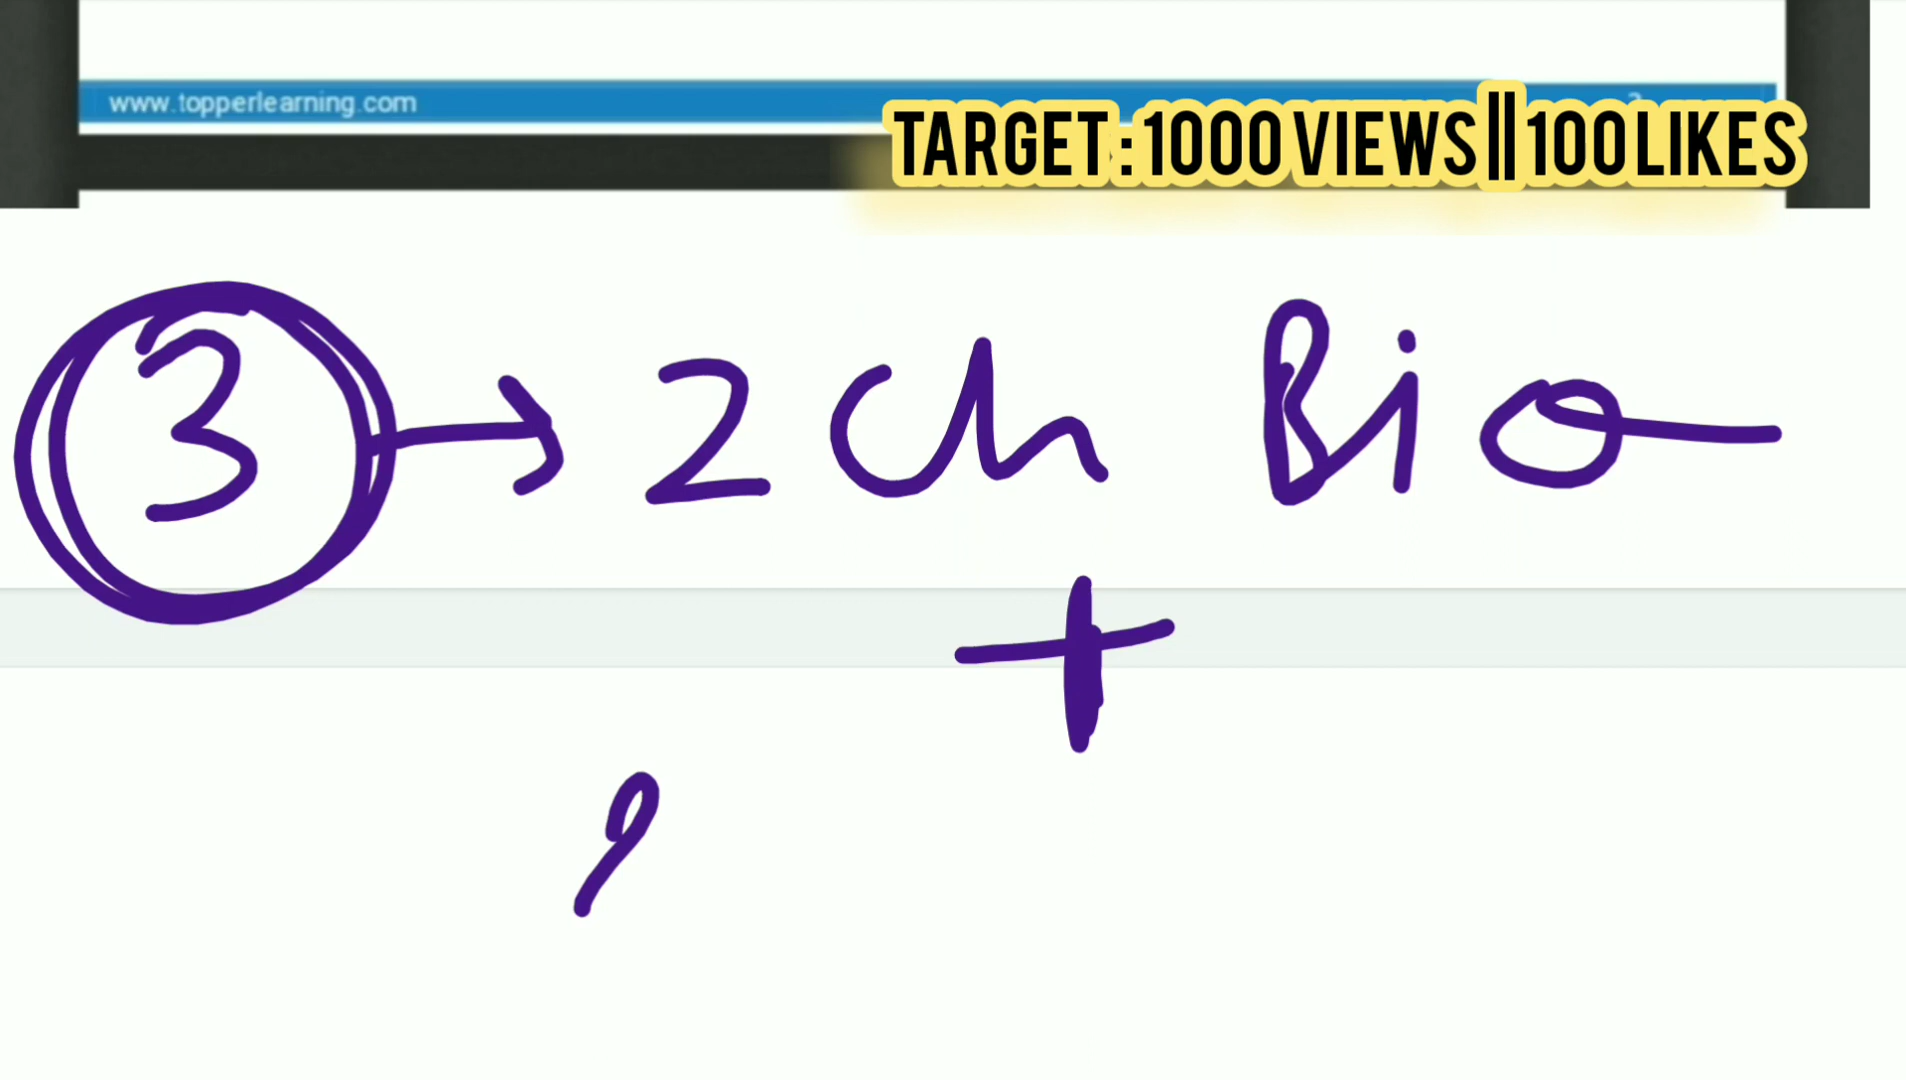 www.topperlearning.com
TARGET : 1000 VIEWS || 100 LIKES
3 → 2 Ch Bio
+